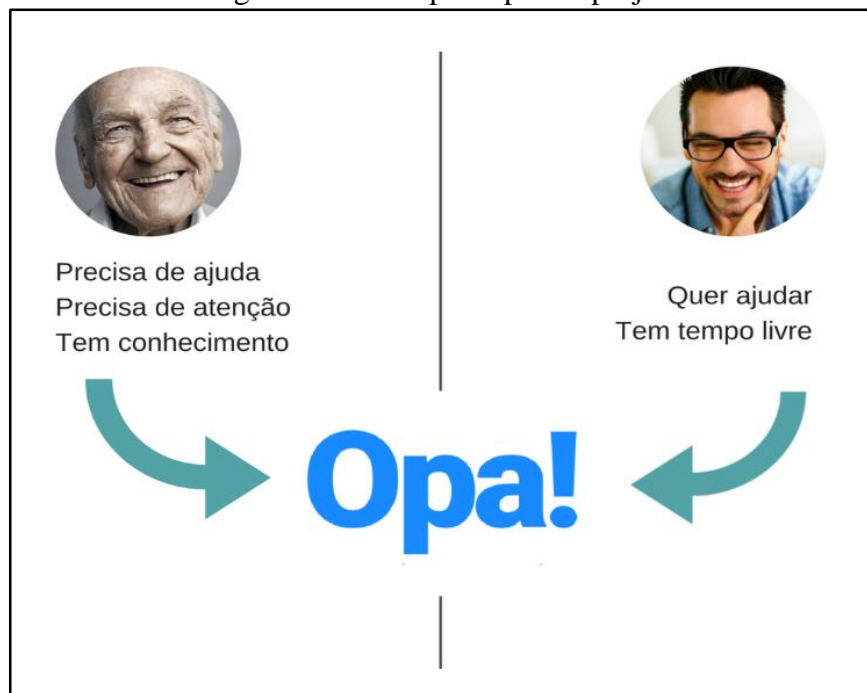 Precisa de ajuda
Precisa de atenção
Tem conhecimento
Quer ajudar
Tem tempo livre
Opa!